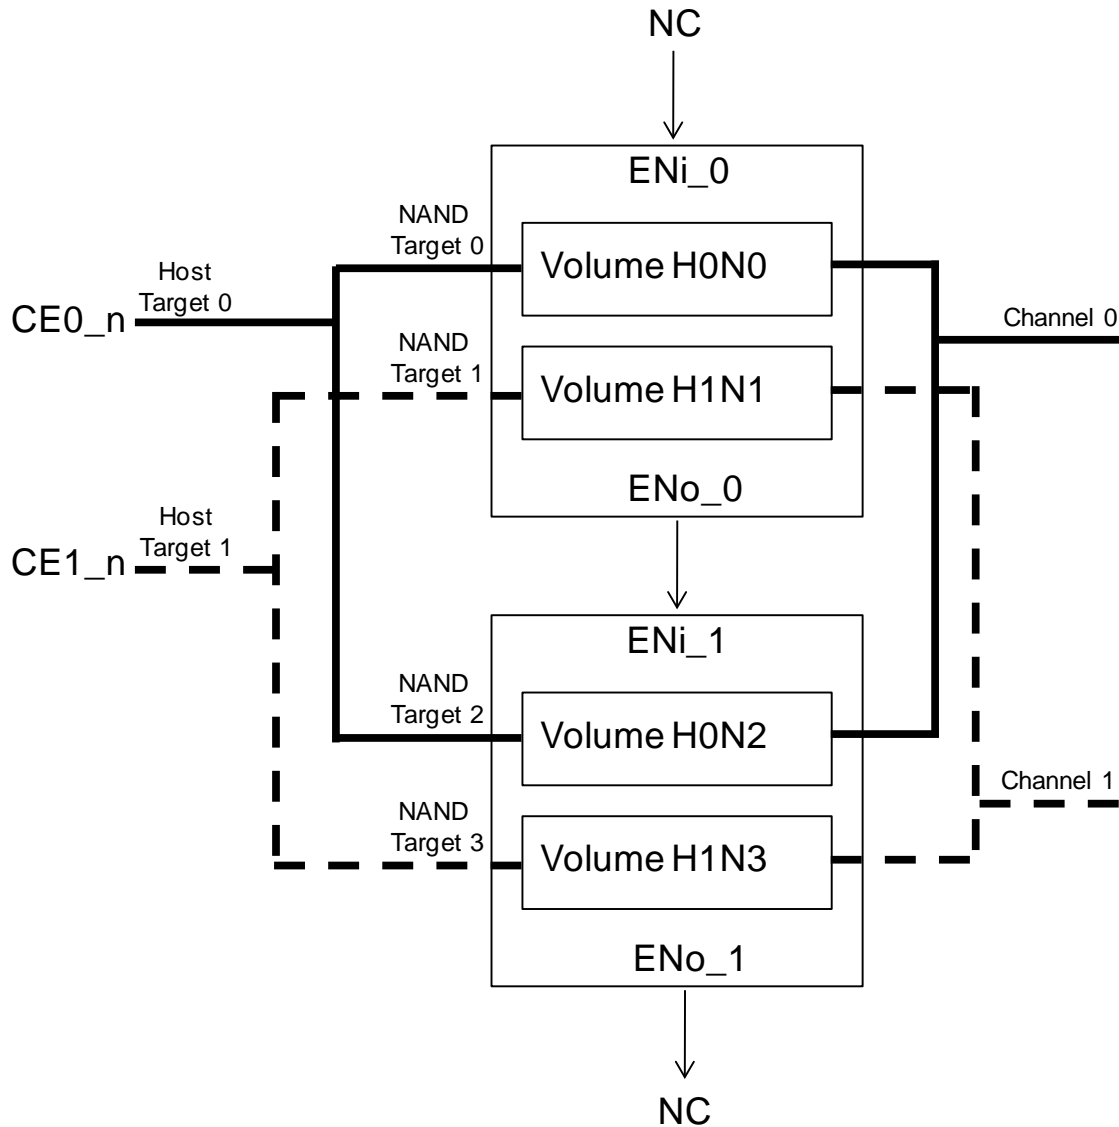 NC
ENi_0
NAND
Target 0
Volume H0N0
Host
Target 0
CE0_n
Channel 0
NAND
Target 1
Volume H1N1
ENo_0
Host
Target 1
CE1_n
ENi_1
NAND
Target 2
Volume H0N2
Channel 1
NAND
Target 3
Volume H1N3
ENo_1
NC